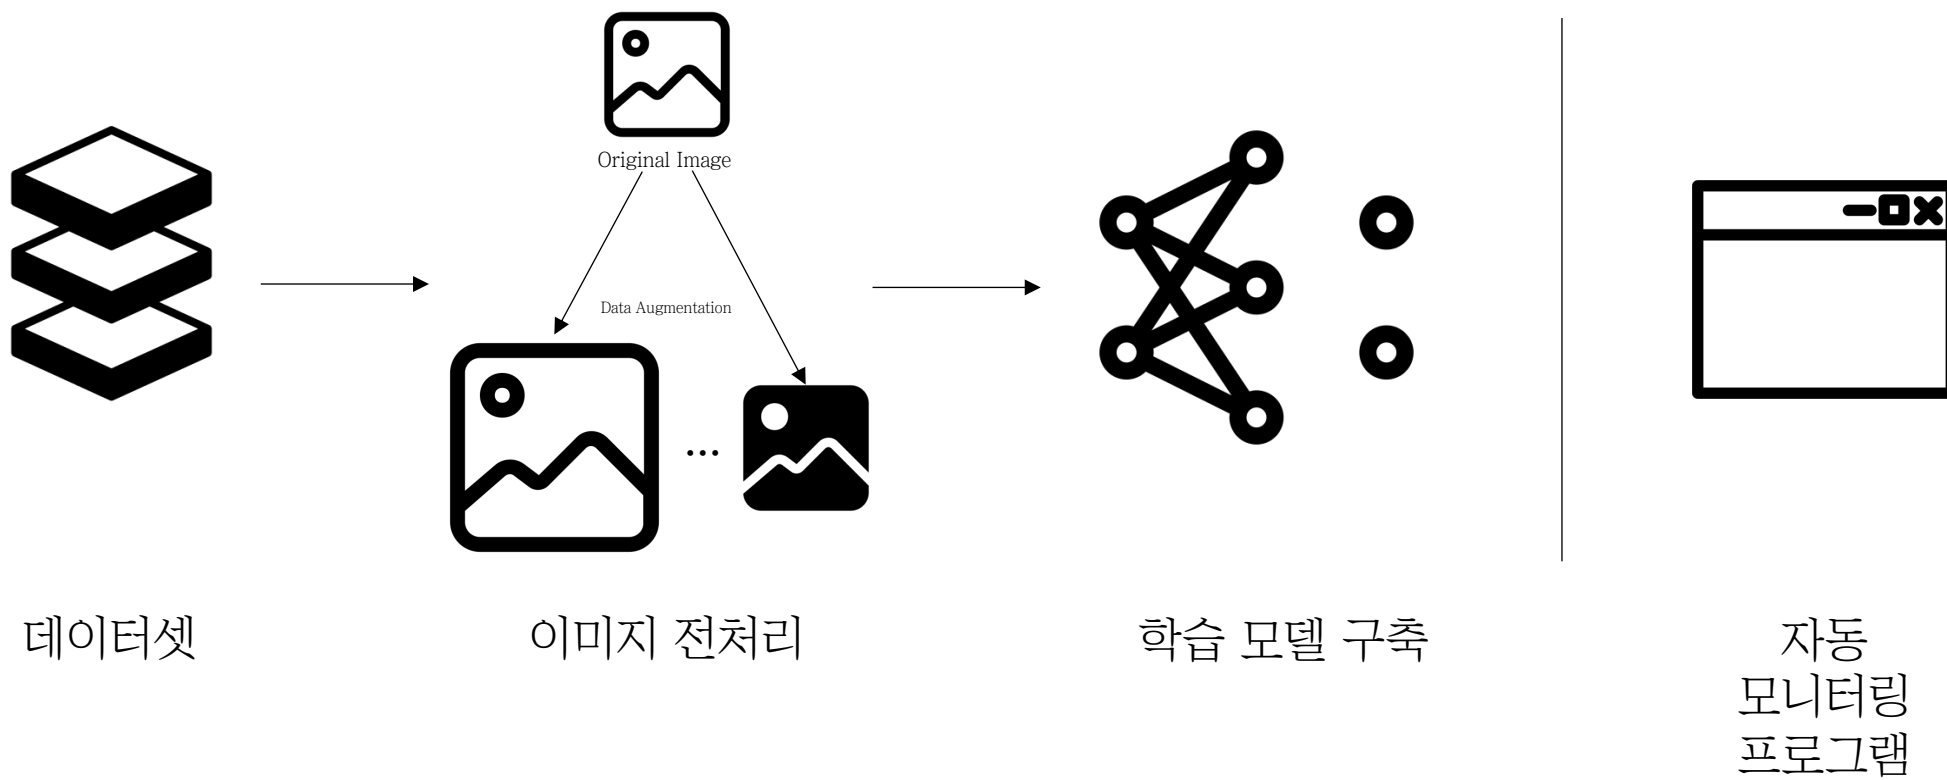 Original Image
Data Augmentation
...
데이터셋
이미지 전처리
학습 모델 구축
자동
모니터링
프로그램